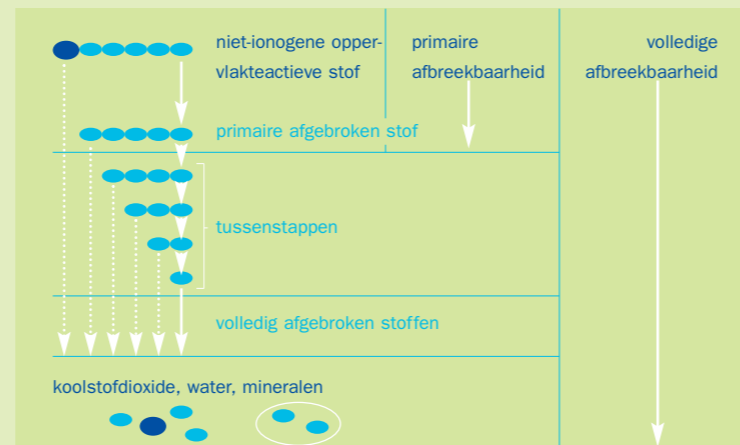 niet-ionogene opper-
vlakteactieve stof
primaire
afbreekbaarheid
volledige
afbreekbaarheid
primaire afgebroken stof
tussenstappen
volledig afgebroken stoffen
koolstofdioxide, water, mineralen